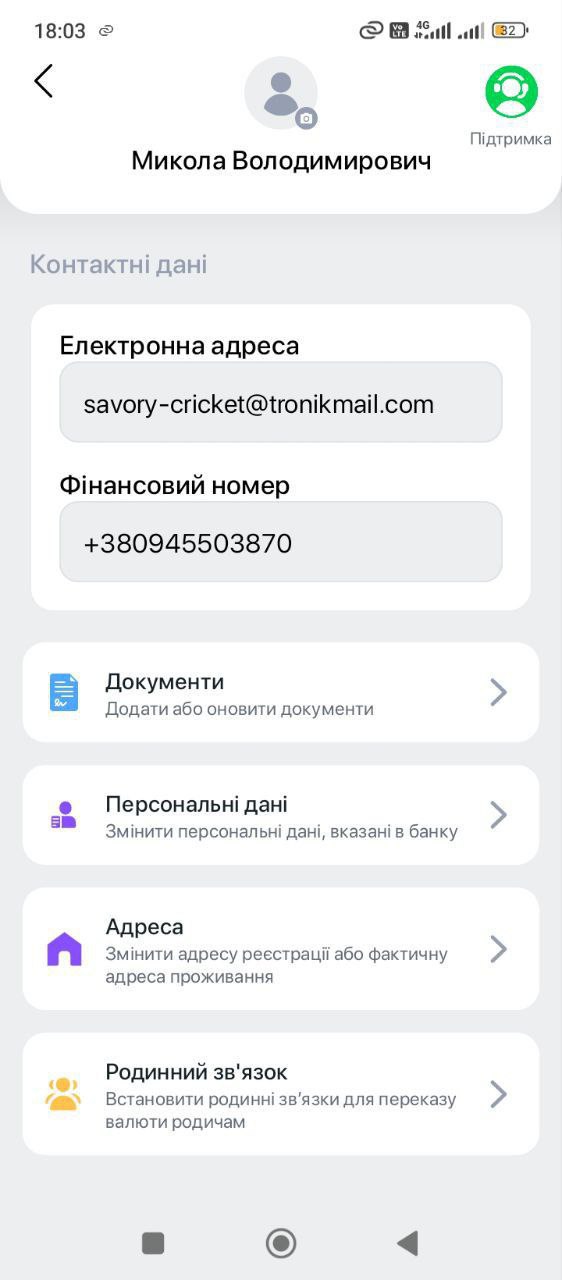 18:03
Vo LTE 4G 32
Підтримка
Микола Володимирович
Контактні дані
Електронна адреса
savory-cricket@tronikmail.com
Фінансовий номер
+380945503870
Документи
Додати або оновити документи
Персональні дані
Змінити персональні дані, вказані в банку
Адреса
Змінити адресу реєстрації або фактичну
адреса проживання
Родинний зв'язок
Встановити родинні зв’язки для переказу
валюти родичам